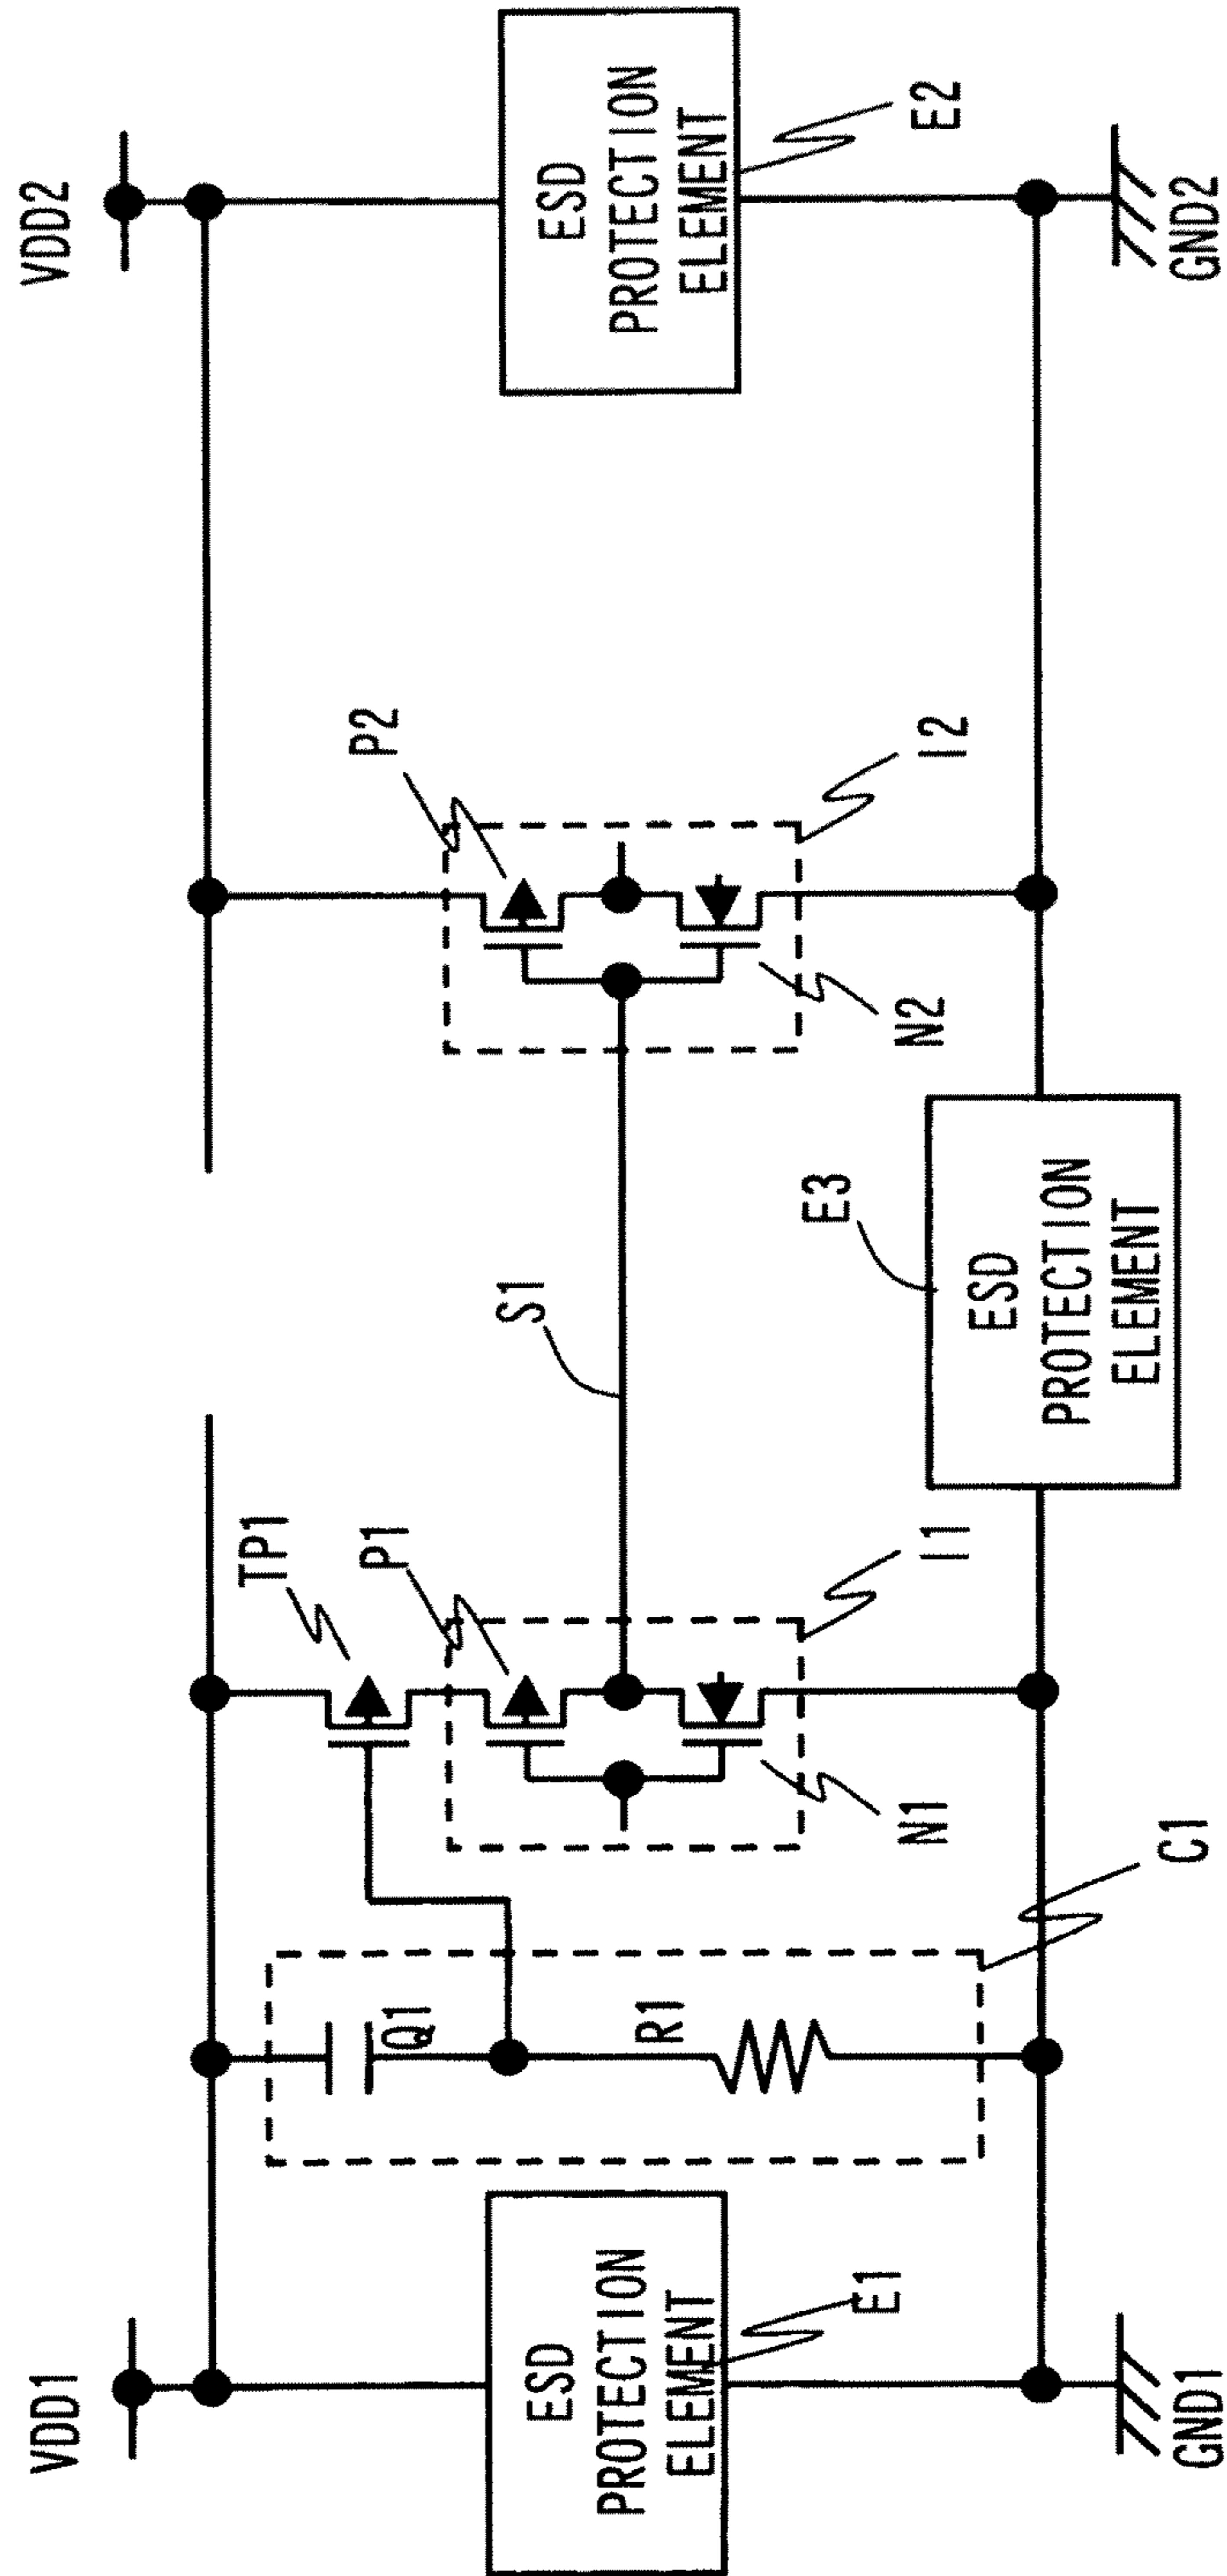 VDD1
VDD2
TP1
P1
P2
S1
Q1
R1
ESD
PROTECTION
ELEMENT
E1
N1
I1
E3
N2
I2
ESD
PROTECTION
ELEMENT
E2
C1
ESD
PROTECTION
ELEMENT
GND1
GND2